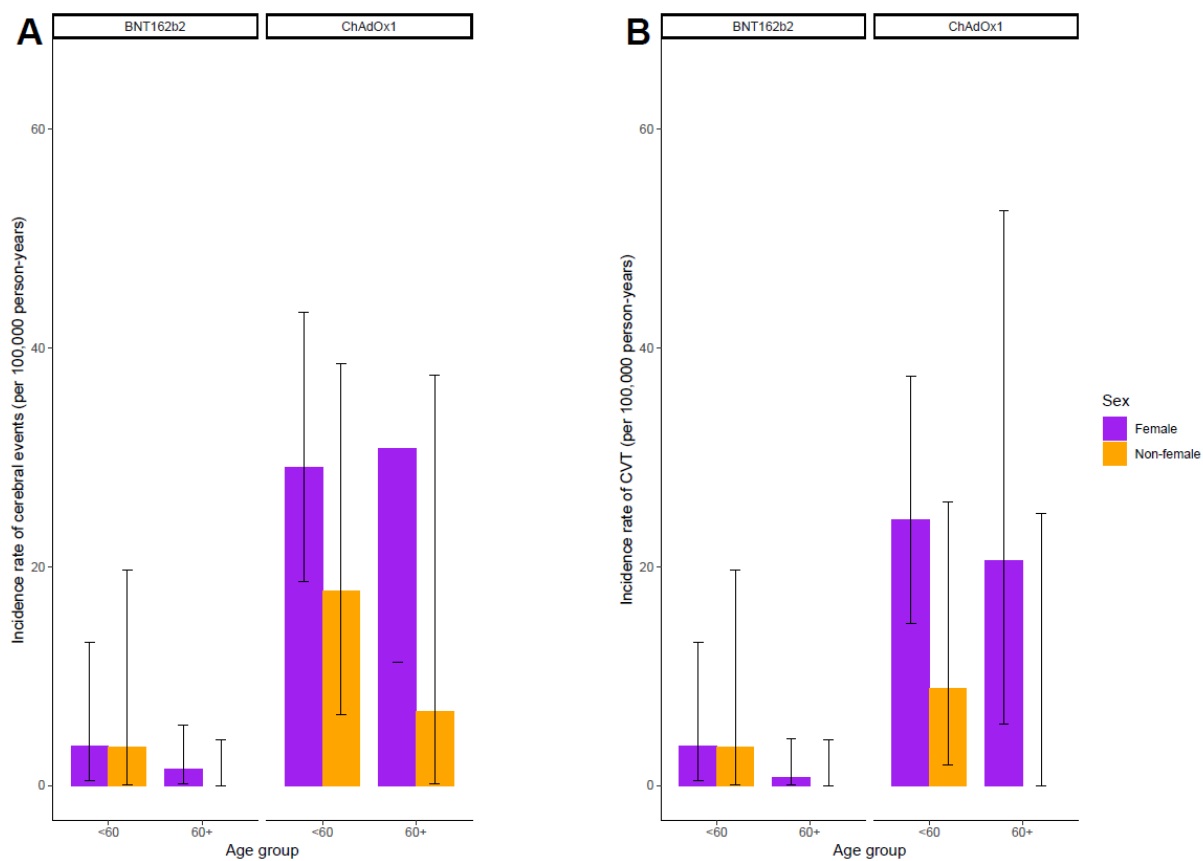 A
BNT162b2
ChAdOx1
Incidence rate of cerebral events (per 100,000 person-years)
60
40
20
0
<60
60+
<60
60+
Age group
B
BNT162b2
ChAdOx1
Incidence rate of CVT (per 100,000 person-years)
60
40
20
0
<60
60+
<60
60+
Age group
Sex
Female
Non-female